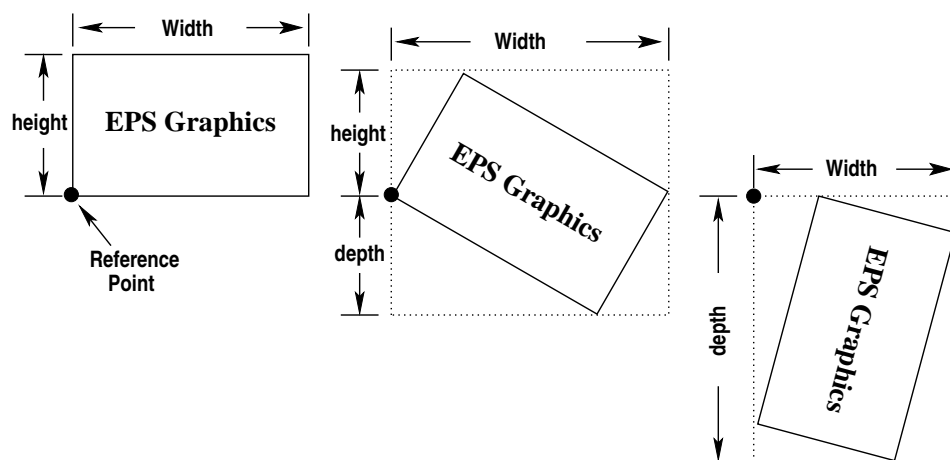 Width
height
EPS Graphics
Reference
Point
Width
height
depth
EPS Graphics
Width
depth
EPS Graphics